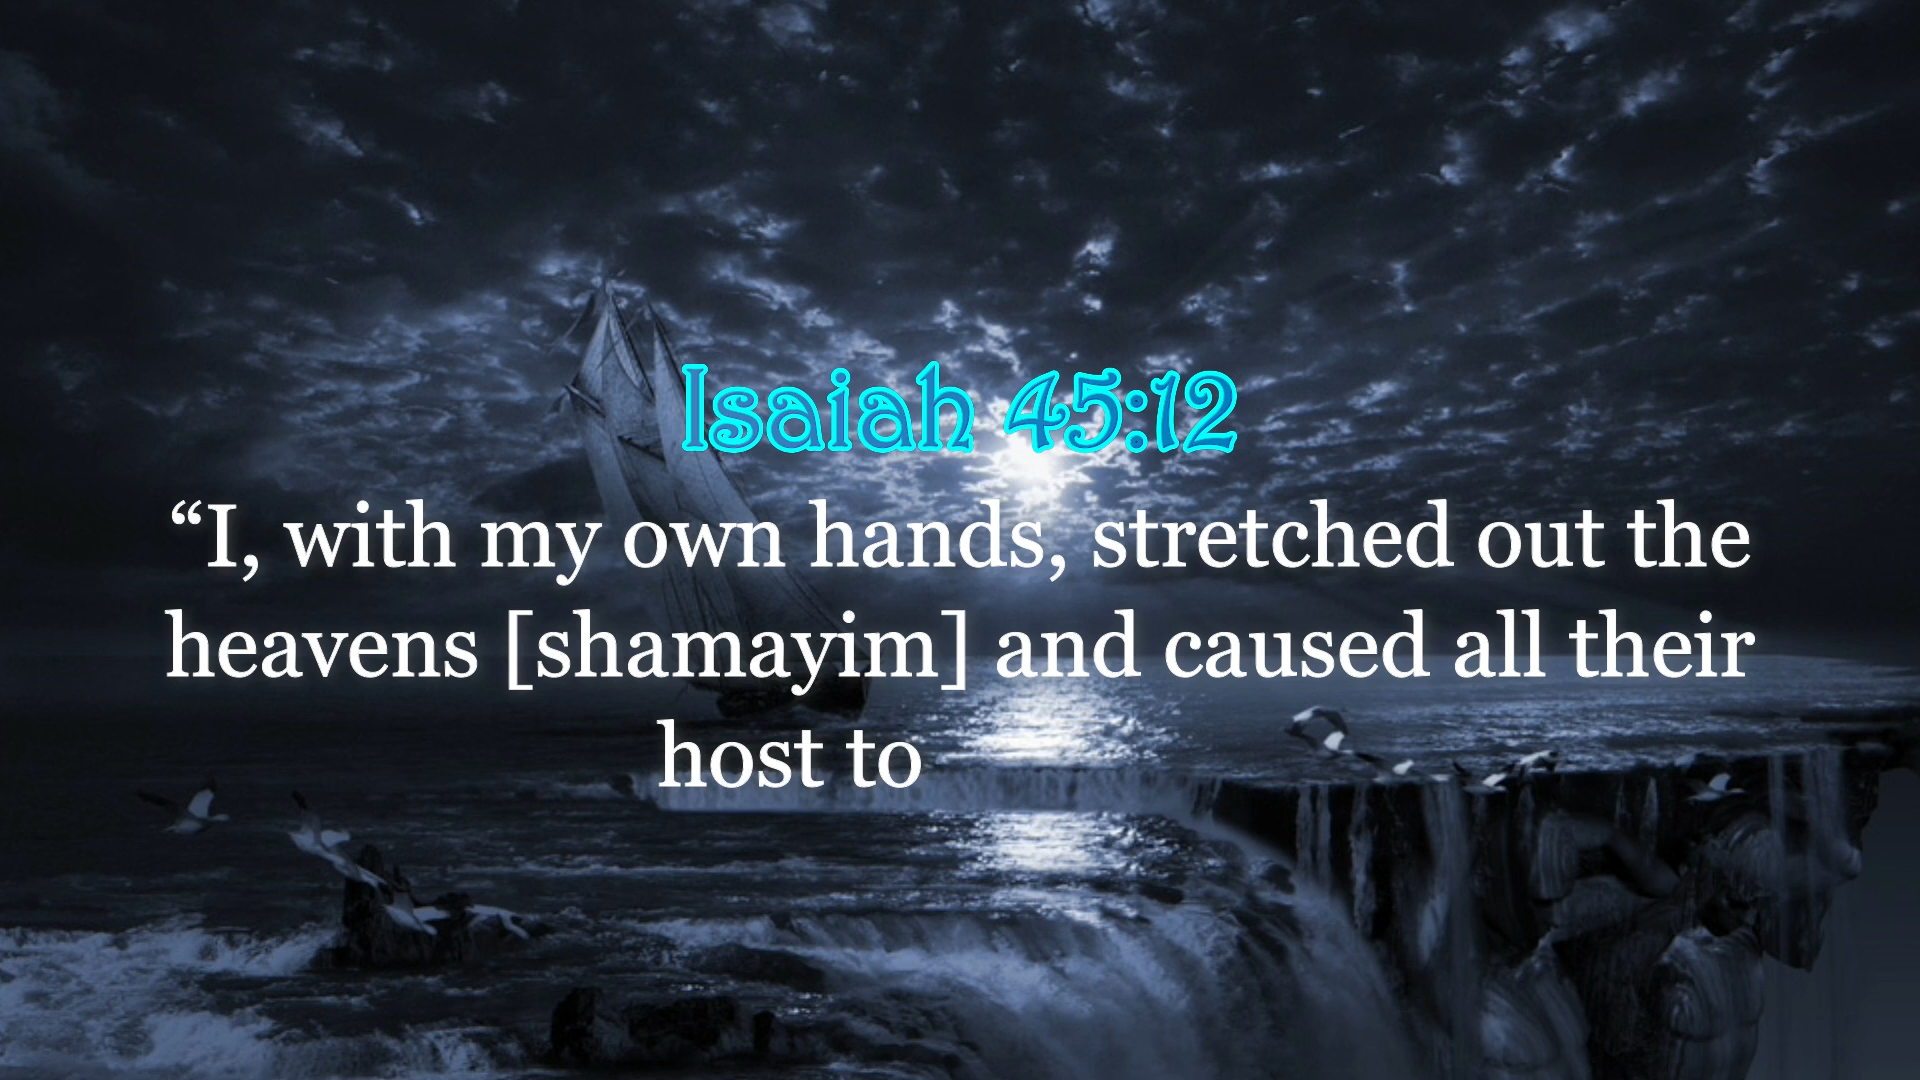 Isaiah 45:12
“I, with my own hands, stretched out the
heavens [shamayim] and caused all their
host to